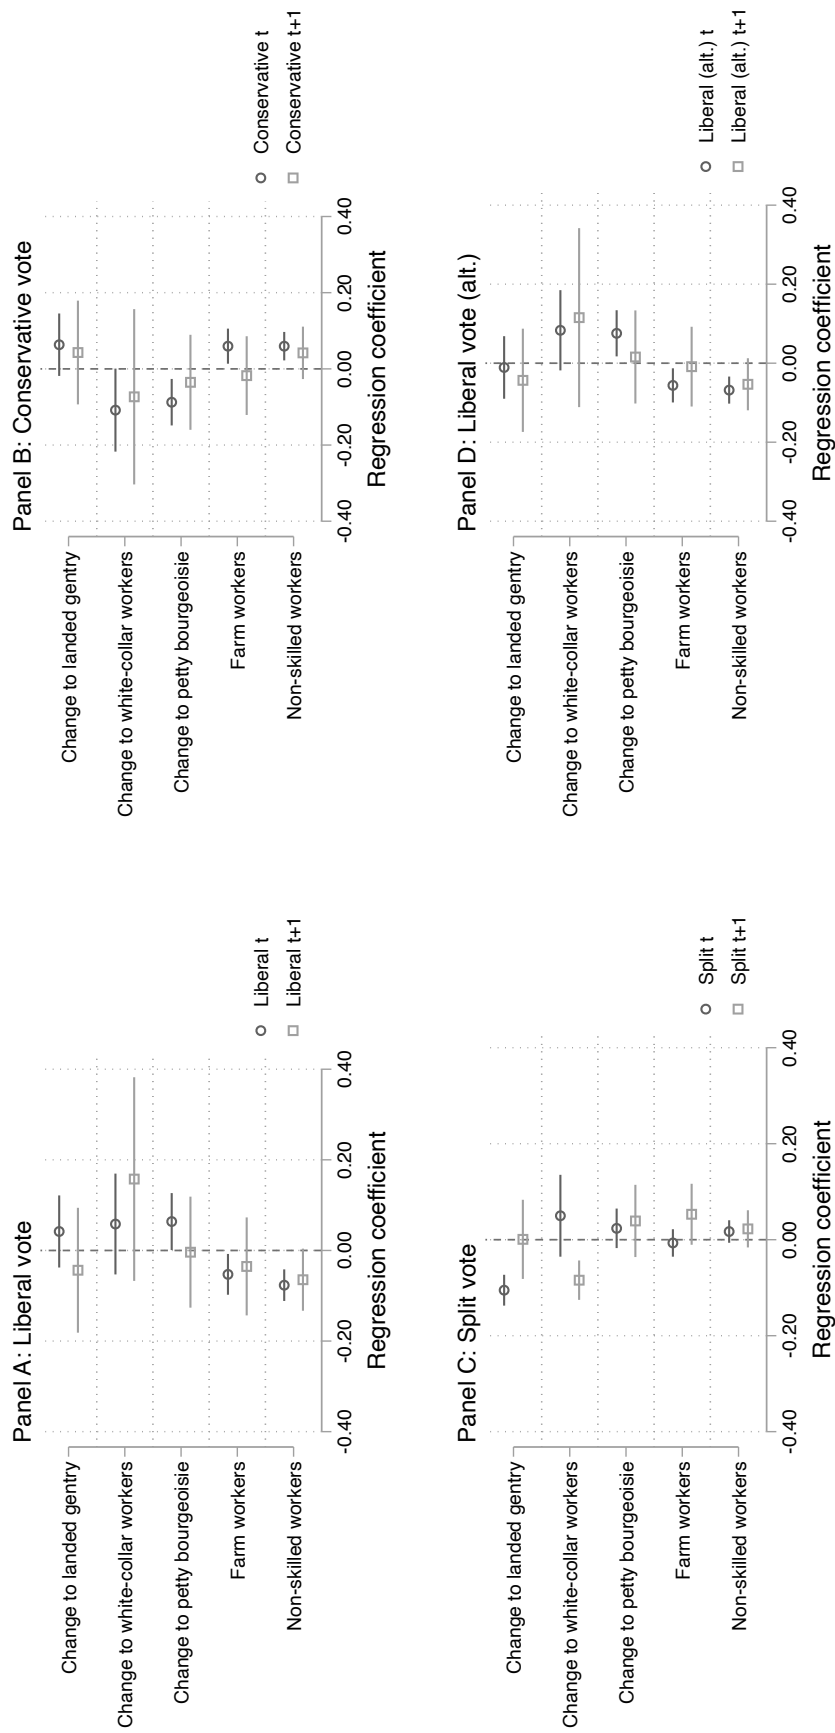 Panel A: Liberal vote
Change to landed gentry
Change to white-collar workers
Change to petty bourgeoisie
Farm workers
Non-skilled workers
-0.40 -0.20 0.00 0.20 0.40
Regression coefficient
Liberal t
Liberal t+1
Panel B: Conservative vote
Change to landed gentry
Change to white-collar workers
Change to petty bourgeoisie
Farm workers
Non-skilled workers
-0.40 -0.20 0.00 0.20 0.40
Regression coefficient
Conservative t
Conservative t+1
Panel C: Split vote
Change to landed gentry
Change to white-collar workers
Change to petty bourgeoisie
Farm workers
Non-skilled workers
-0.40 -0.20 0.00 0.20 0.40
Regression coefficient
Split t
Split t+1
Panel D: Liberal vote (alt.)
Change to landed gentry
Change to white-collar workers
Change to petty bourgeoisie
Farm workers
Non-skilled workers
-0.40 -0.20 0.00 0.20 0.40
Regression coefficient
Liberal (alt.) t
Liberal (alt.) t+1